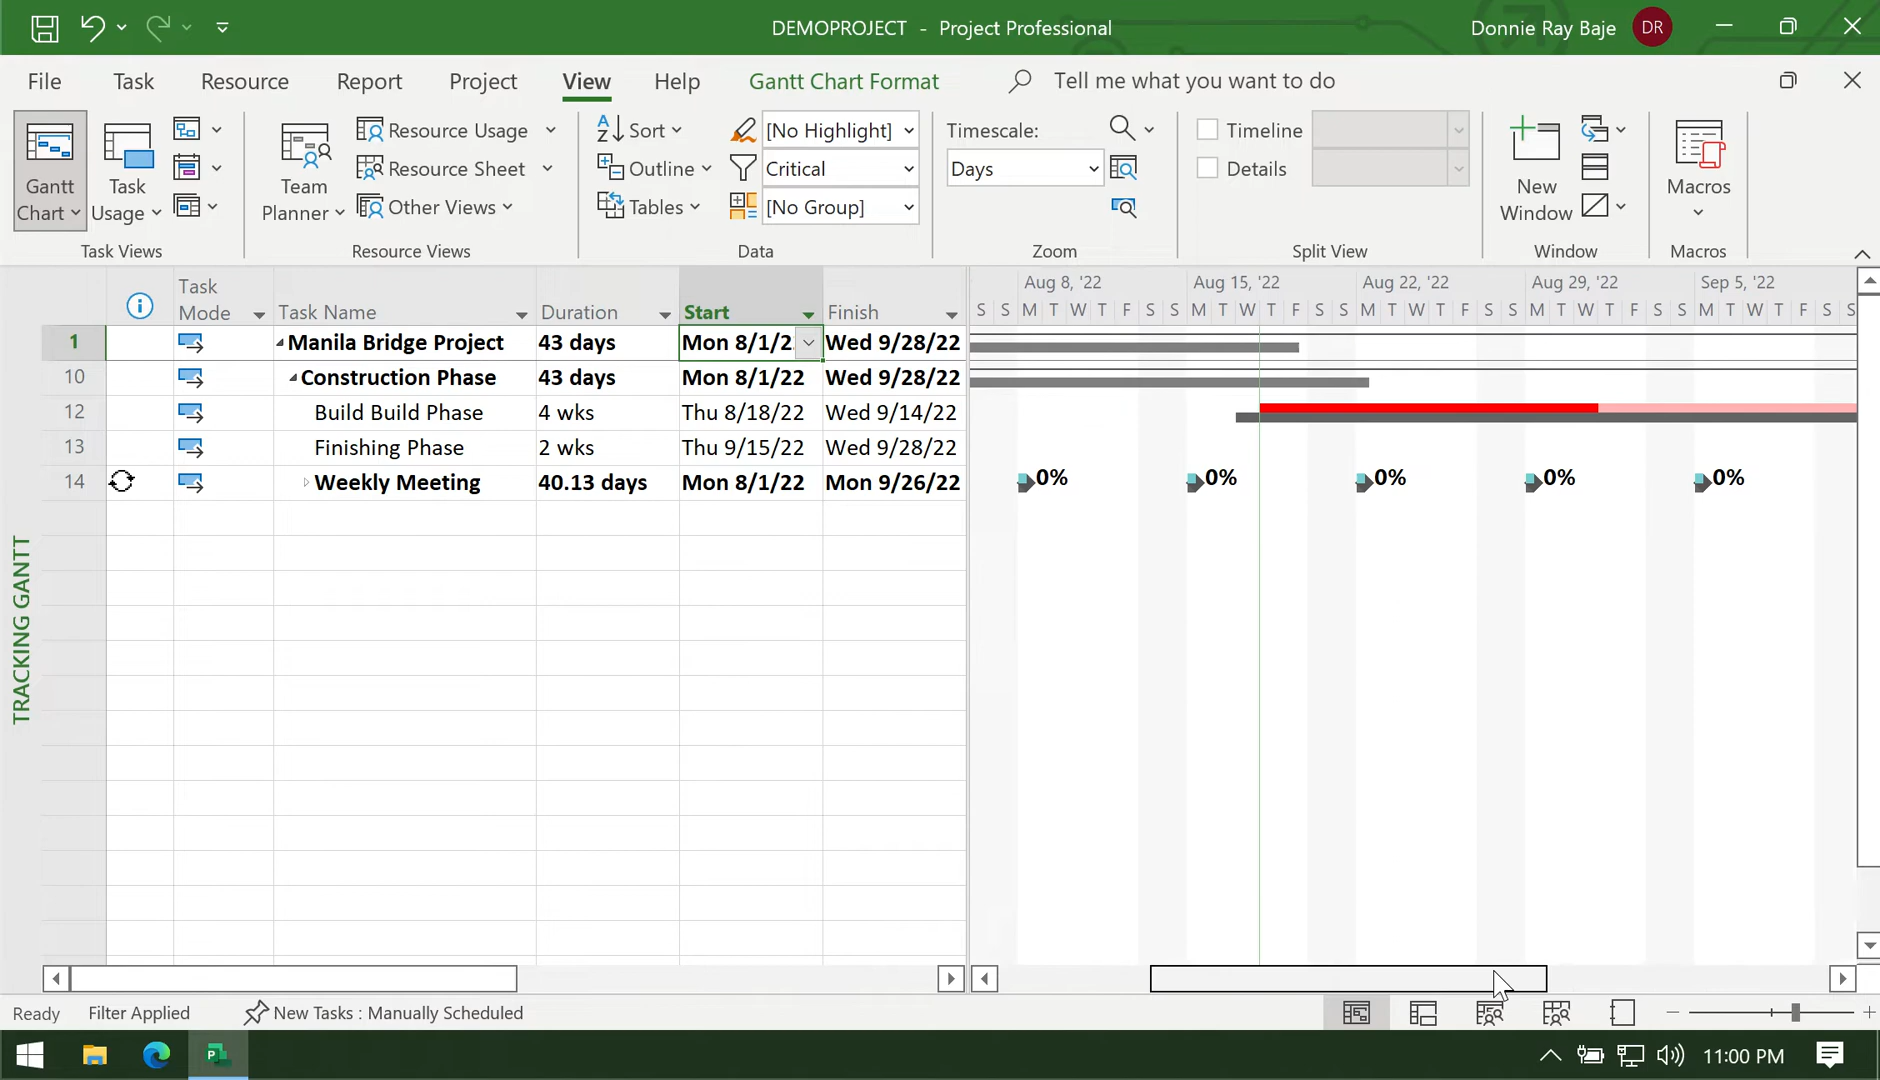 DEMOPROJECT - Project Professional
Donnie Ray Baje DR
File Task Resource Report Project View Help Gantt Chart Format Tell me what you want to do
Gantt Chart
Task Usage
Task Views
Team Planner
Resource Usage
Resource Sheet
Other Views
Resource Views
Sort
Outline
Tables
[No Highlight]
Critical
[No Group]
Data
Timescale:
Days
Zoom
Timeline
Details
Split View
New Window
Window
Macros
Macros
Task Mode Task Name Duration Start Finish
Aug 8, '22 Aug 15, '22 Aug 22, '22 Aug 29, '22 Sep 5, '22
S S M T W T F S S M T W T F S S M T W T F S S M T W T F S S M T W T F S S
1 Manila Bridge Project 43 days Mon 8/1/2 Wed 9/28/22
10 Construction Phase 43 days Mon 8/1/22 Wed 9/28/22
12 Build Build Phase 4 wks Thu 8/18/22 Wed 9/14/22
13 Finishing Phase 2 wks Thu 9/15/22 Wed 9/28/22
14 Weekly Meeting 40.13 days Mon 8/1/22 Mon 9/26/22
0% 0% 0% 0% 0%
TRACKING GANTT
Ready Filter Applied New Tasks : Manually Scheduled
11:00 PM